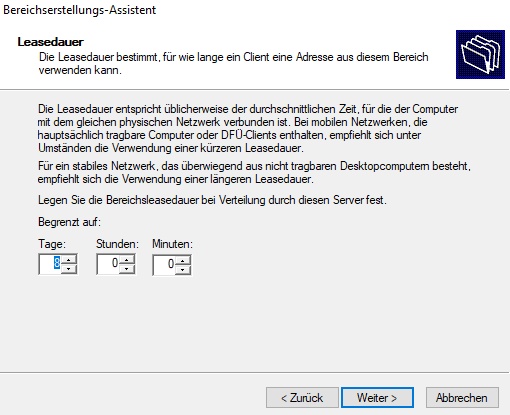 Bereichserstellungs-Assistent
Leasedauer
Die Leasedauer bestimmt, für wie lange ein Client eine Adresse aus diesem Bereich
verwenden kann.
Die Leasedauer entspricht üblicherweise der durchschnittlichen Zeit, für die der Computer
mit dem gleichen physischen Netzwerk verbunden ist. Bei mobilen Netzwerken, die
hauptsächlich tragbare Computer oder DFÜ-Clients enthalten, empfiehlt sich unter
Umständen die Verwendung einer kürzeren Leasedauer.
Für ein stabiles Netzwerk, das überwiegend aus nicht tragbaren Desktopcomputern besteht,
empfiehlt sich die Verwendung einer längeren Leasedauer.
Legen Sie die Bereichsleasedauer bei Verteilung durch diesen Server fest.
Begrenzt auf:
Tage: Stunden: Minuten:
8 0 0
< Zurück Weiter > Abbrechen